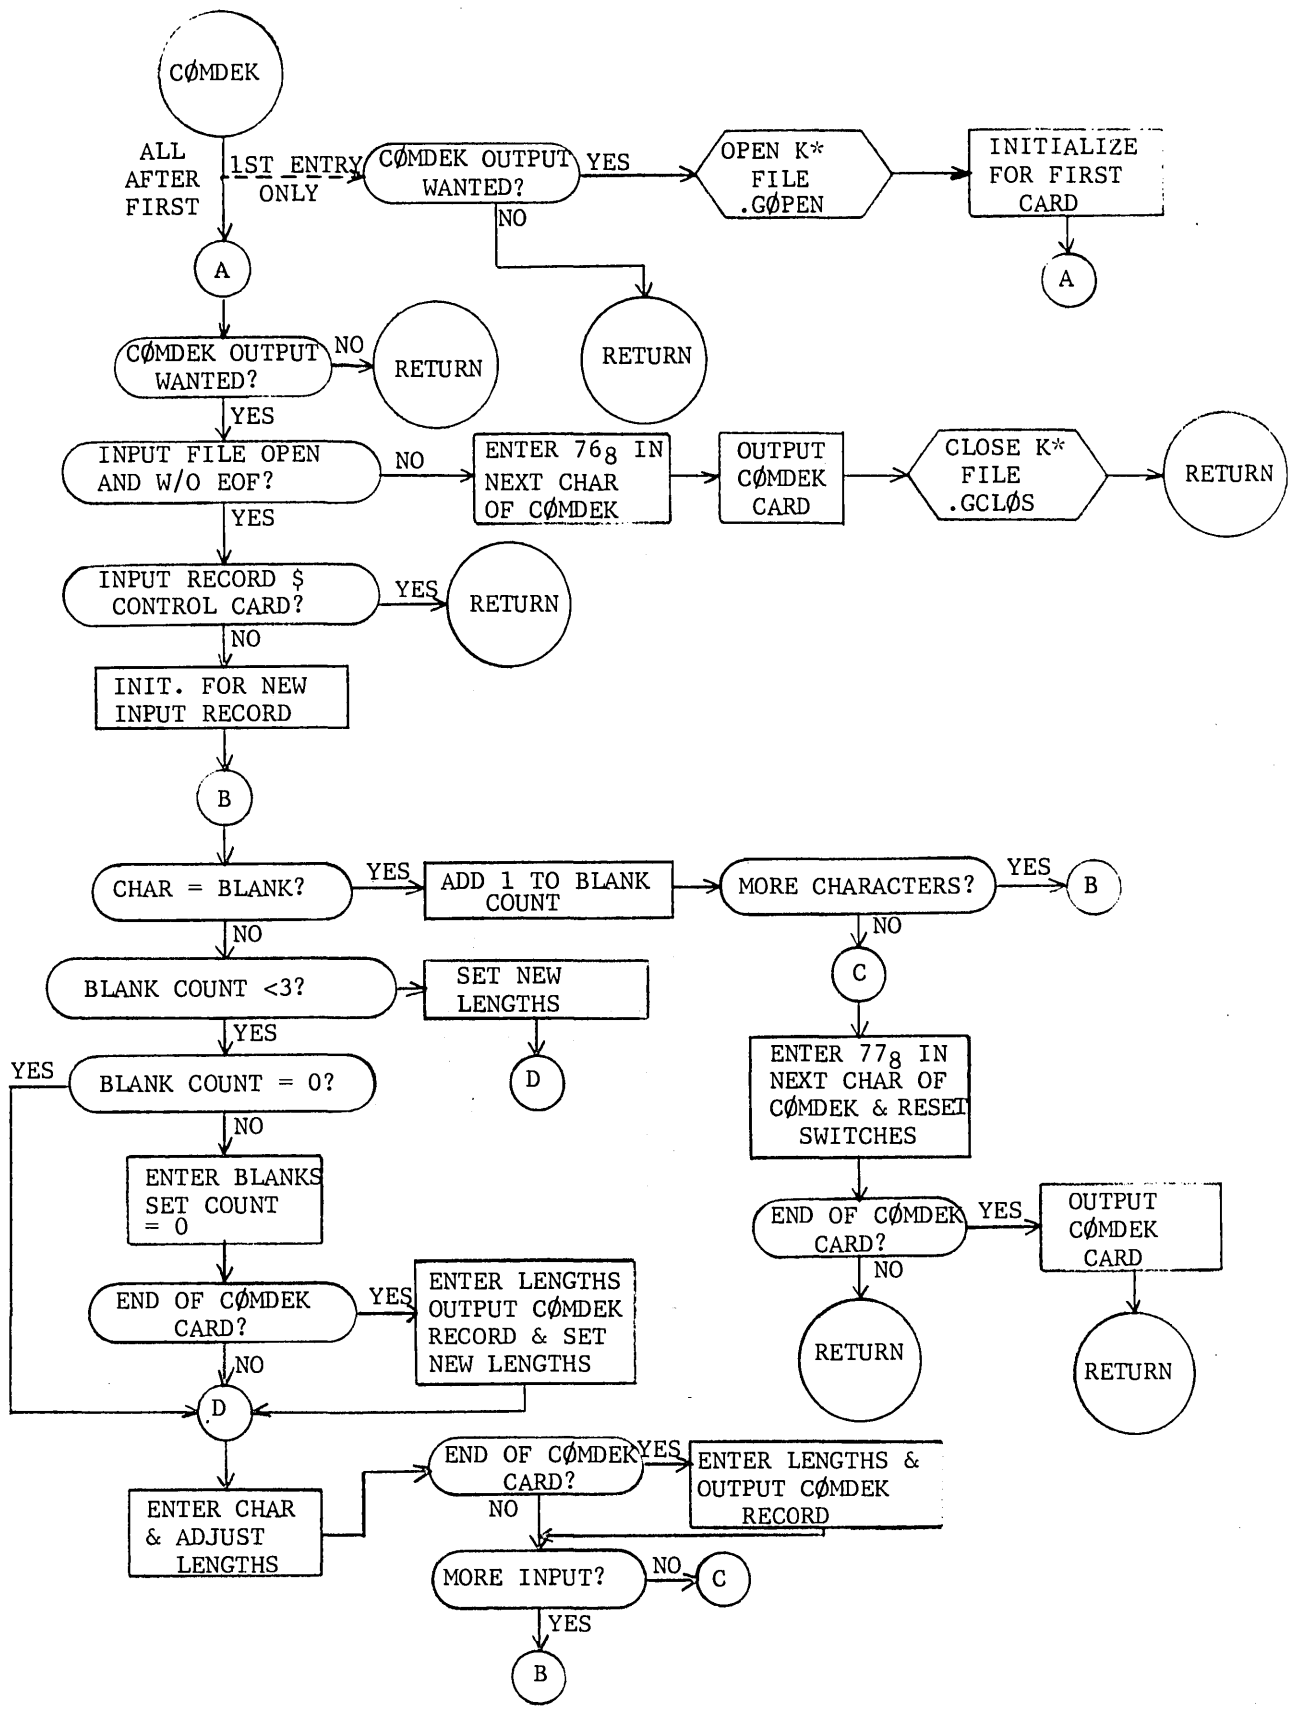 CØMDEK
ALL
AFTER
FIRST
1ST ENTRY
ONLY
CØMDEK OUTPUT
WANTED?
YES
NO
OPEN K*
FILE
.GØPEN
INITIALIZE
FOR FIRST
CARD
A
A
RETURN
CØMDEK OUTPUT
WANTED?
NO
RETURN
YES
INPUT FILE OPEN
AND W/O EOF?
NO
ENTER 76₈ IN
NEXT CHAR
OF CØMDEK
OUTPUT
CØMDEK
CARD
CLOSE K*
FILE
.GCLØS
RETURN
YES
INPUT RECORD $
CONTROL CARD?
YES
RETURN
NO
INIT. FOR NEW
INPUT RECORD
B
CHAR = BLANK?
YES
ADD 1 TO BLANK
COUNT
MORE CHARACTERS?
YES
B
NO
NO
C
BLANK COUNT <3?
SET NEW
LENGTHS
D
YES
ENTER 77₈ IN
NEXT CHAR OF
CØMDEK & RESET
SWITCHES
YES
BLANK COUNT = 0?
NO
ENTER BLANKS
SET COUNT
= 0
END OF CØMDEK
CARD?
YES
OUTPUT
CØMDEK
CARD
NO
RETURN
RETURN
END OF CØMDEK
CARD?
YES
ENTER LENGTHS
OUTPUT CØMDEK
RECORD & SET
NEW LENGTHS
NO
D
ENTER CHAR
& ADJUST
LENGTHS
END OF CØMDEK
CARD?
YES
ENTER LENGTHS &
OUTPUT CØMDEK
RECORD
NO
MORE INPUT?
NO
C
YES
B